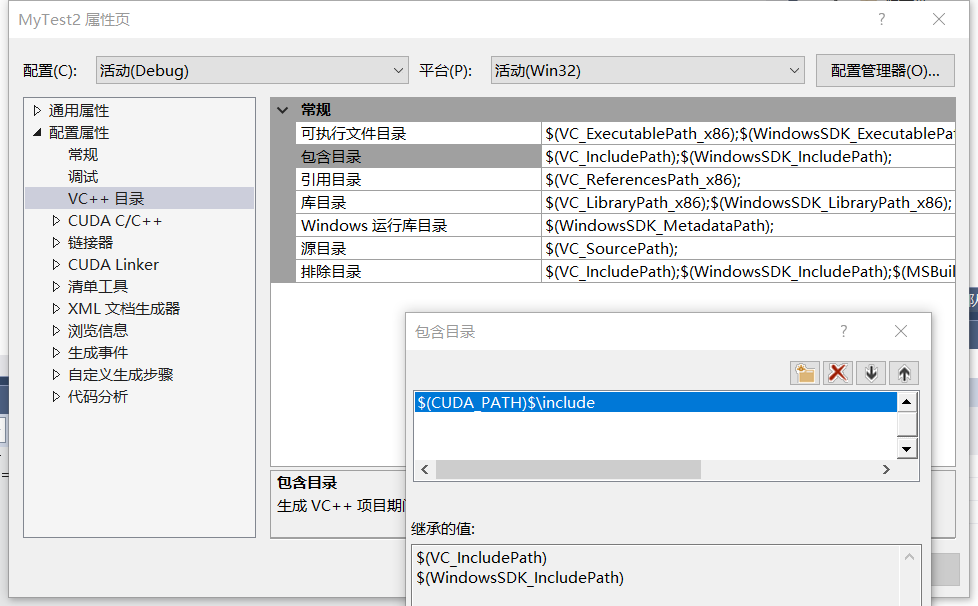 MyTest2 属性页
配置(C): 活动(Debug) 平台(P): 活动(Win32) 配置管理器(O)...
通用属性
配置属性
常规
调试
VC++ 目录
CUDA C/C++
链接器
CUDA Linker
清单工具
XML 文档生成器
浏览信息
生成事件
自定义生成步骤
代码分析
常规
可执行文件目录 $(VC_ExecutablePath_x86);$(WindowsSDK_ExecutablePat
包含目录 $(VC_IncludePath);$(WindowsSDK_IncludePath);
引用目录 $(VC_ReferencesPath_x86);
库目录 $(VC_LibraryPath_x86);$(WindowsSDK_LibraryPath_x86);
Windows 运行库目录 $(WindowsSDK_MetadataPath);
源目录 $(VC_SourcePath);
排除目录 $(VC_IncludePath);$(WindowsSDK_IncludePath);$(MSBuil
包含目录
生成 VC++ 项目期
包含目录
$(CUDA_PATH)$\include
继承的值:
$(VC_IncludePath)
$(WindowsSDK_IncludePath)